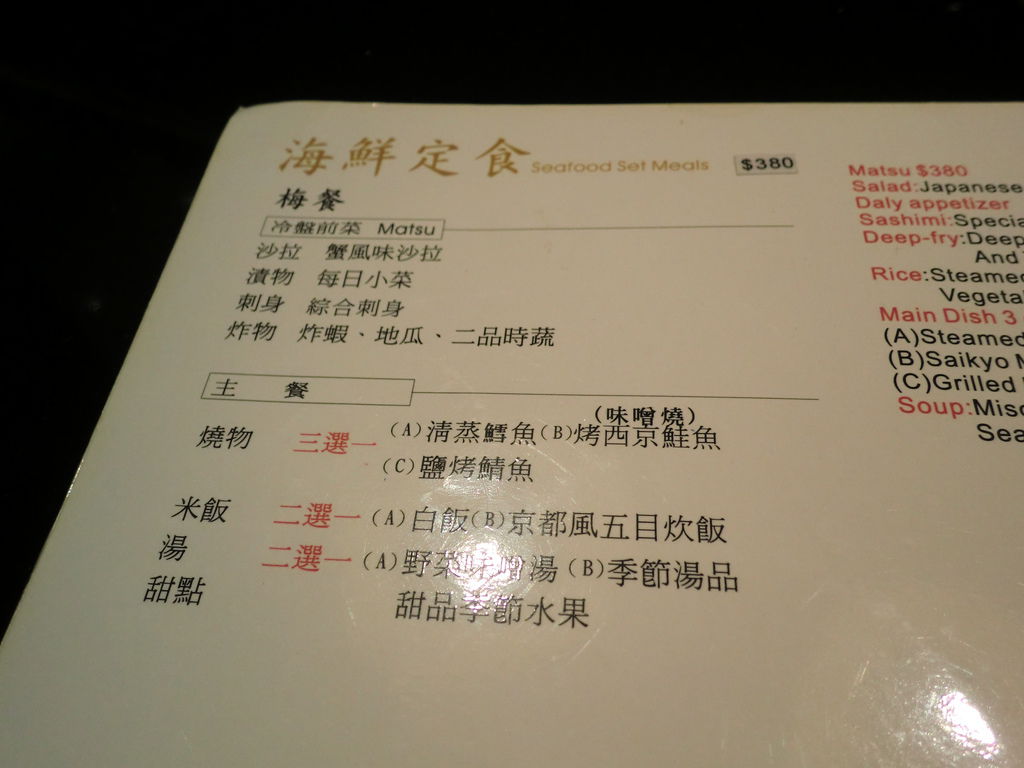 海鮮定食 Seafood Set Meals $380
梅餐
冷盤前菜 Matsu
沙拉 蟹風味沙拉
漬物 每日小菜
刺身 綜合刺身
炸物 炸蝦、地瓜、二品時蔬
主 餐
(味噌燒)
燒物 三選一 (A)清蒸鱈魚(B)烤西京鮭魚
(C)鹽烤鯖魚
米飯 二選一 (A)白飯(B)京都風五目炊飯
湯 二選一 (A)野菜味噌湯(B)季節湯品
甜點 甜品季節水果
Matsu $380
Salad:Japanese
Daly appetizer
Sashimi:Specia
Deep-fry:Deep
And
Rice:Steamed
Vegeta
Main Dish 3
(A)Steamed
(B)Saikyo
(C)Grilled
Soup:Miso
Sea